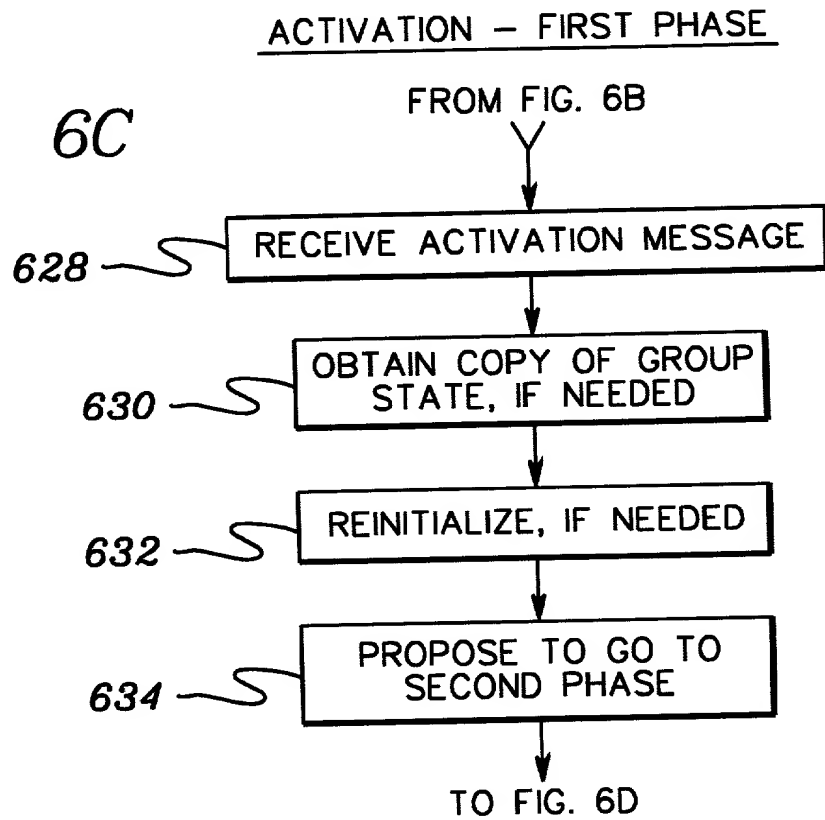 ACTIVATION – FIRST PHASE
FROM FIG. 6B
6C
628
RECEIVE ACTIVATION MESSAGE
630
OBTAIN COPY OF GROUP
STATE, IF NEEDED
632
REINITIALIZE, IF NEEDED
634
PROPOSE TO GO TO
SECOND PHASE
TO FIG. 6D